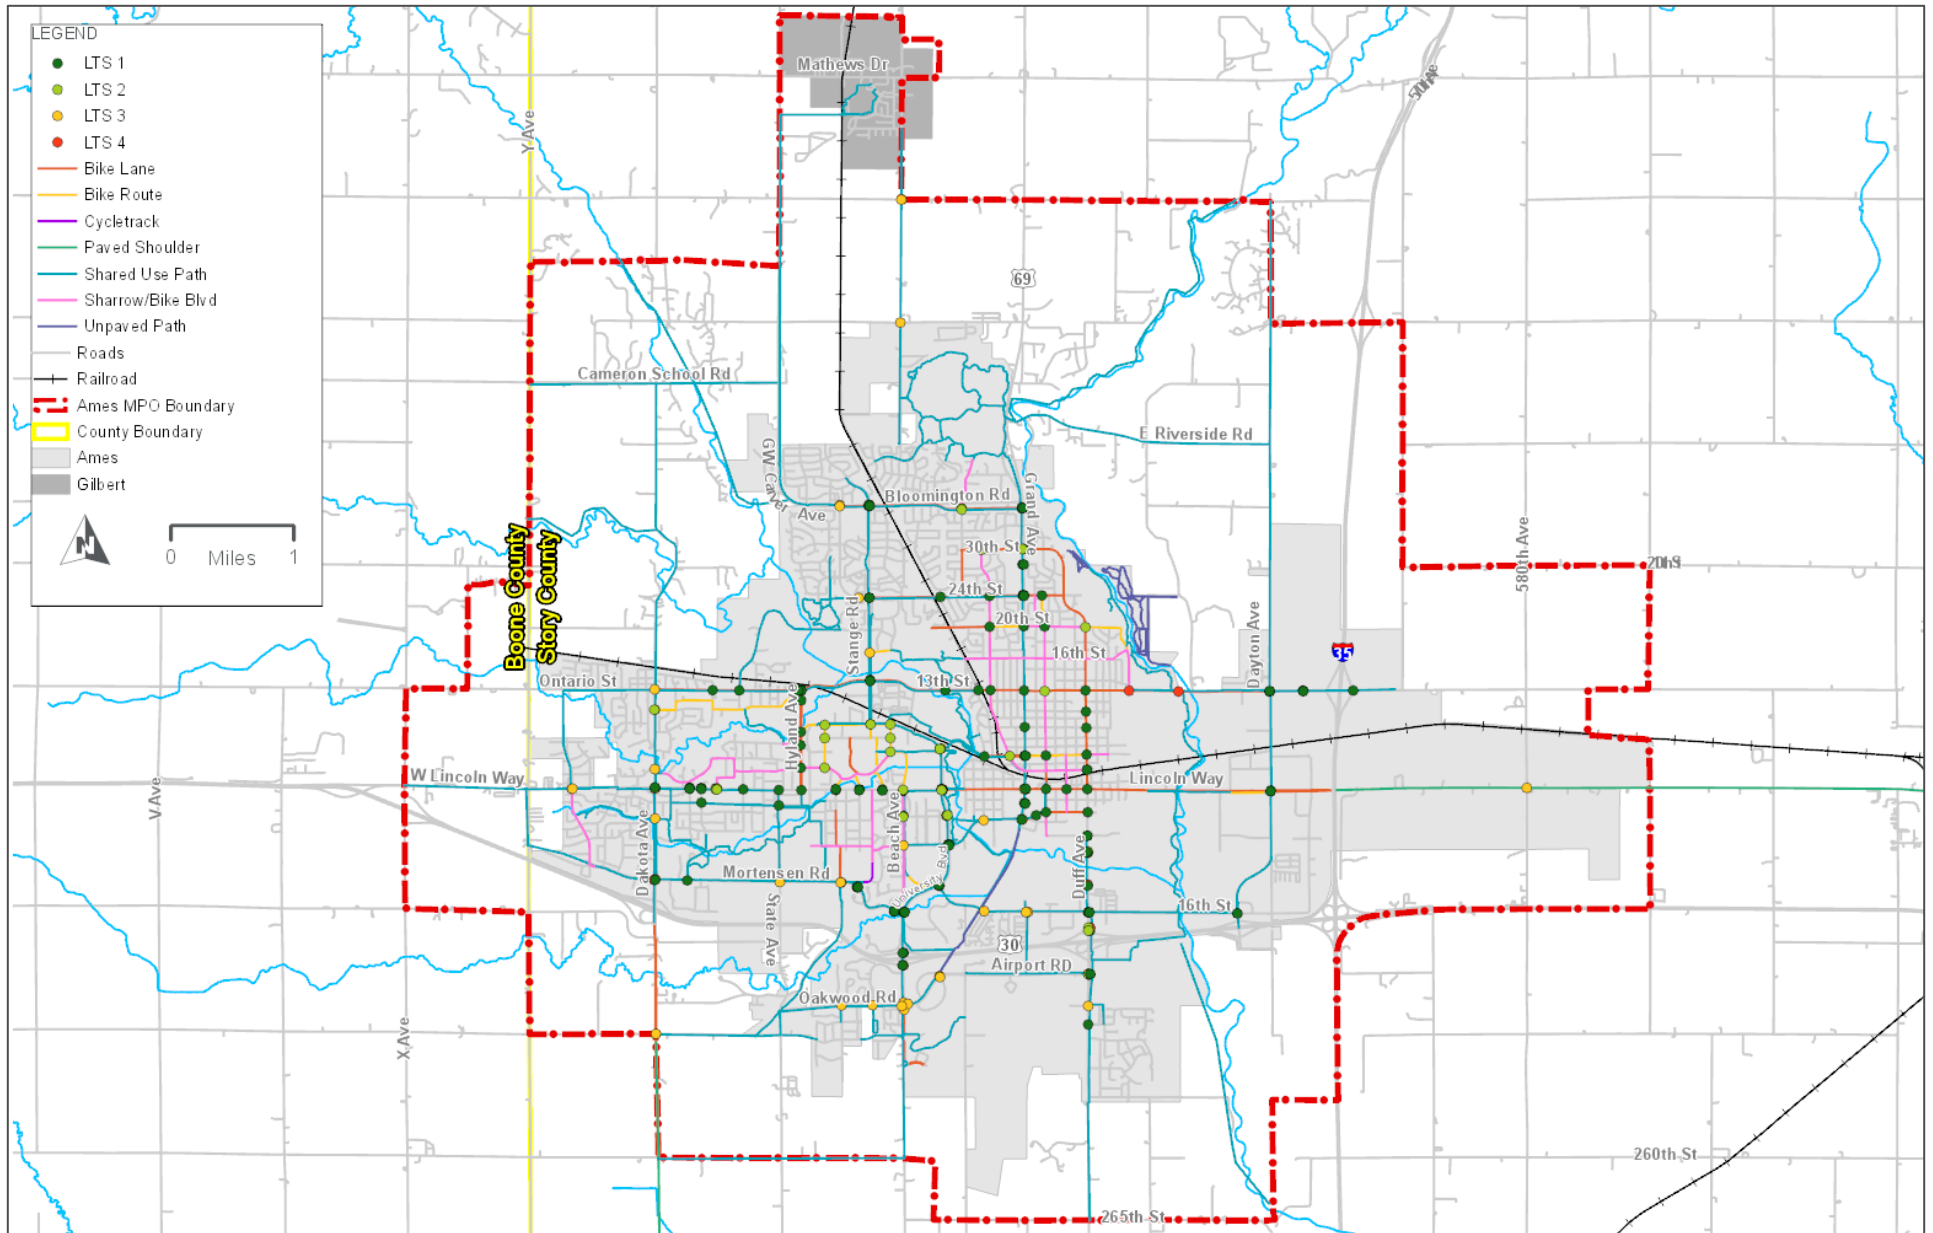 LEGEND
LTS 1
LTS 2
LTS 3
LTS 4
Bike Lane
Bike Route
Cycletrack
Paved Shoulder
Shared Use Path
Sharrow/Bike Blvd
Unpaved Path
Roads
Railroad
Ames MPO Boundary
County Boundary
Ames
Gilbert
N
0 Miles 1
Mathews Dr
Y Ave
69
Cameron School Rd
E Riverside Rd
GW Carver Ave
Bloomington Rd
Grand Ave
Boone County
Story County
30th St
580th Ave
24th St
Stange Rd
20th St
16th St
Dayton Ave
35
Ontario St
13th St
Hyland Ave
W Lincoln Way
Lincoln Way
V Ave
Dakota Ave
Beach Ave
Duff Ave
University Blvd
Mortensen Rd
State Ave
16th St
30
Airport RD
Oakwood Rd
X Ave
260th St
265th St